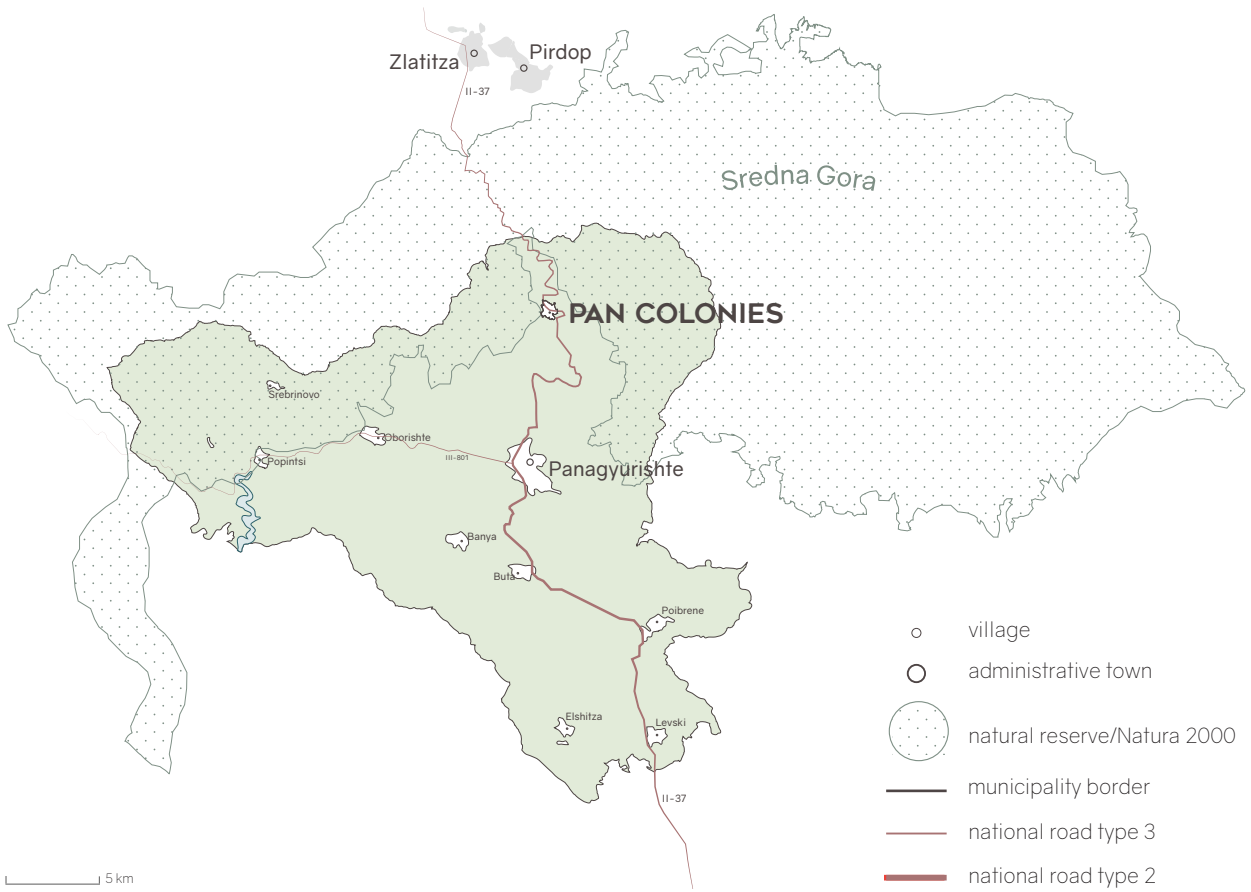 Zlatitza
Pirdop
II-37
Sredna Gora
PAN COLONIES
Srebrinovo
Oborishte
III-801
Popintsi
Panagyurishte
Banya
Buta
Poibrene
Elshitza
Levski
II-37
village
administrative town
natural reserve/Natura 2000
municipality border
national road type 3
national road type 2
5 km